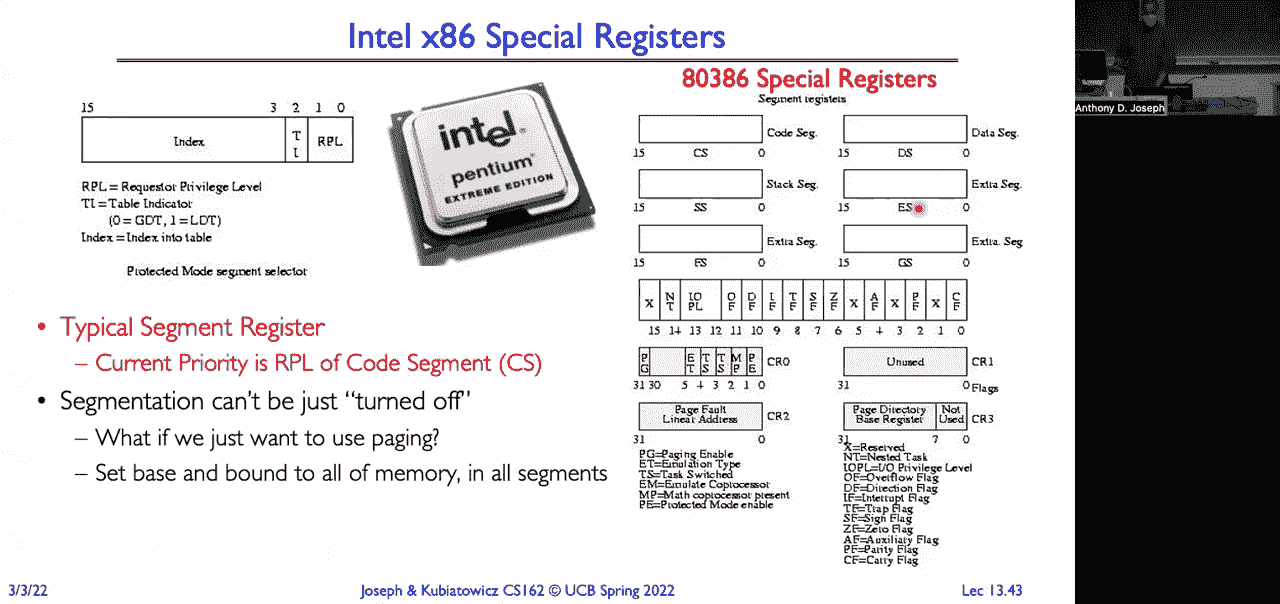 Intel x86 Special Registers
15 3 2 1 0
Index TI RPL
RPL = Requestor Privilege Level
TI = Table Indicator
(0 = GDT, 1 = LDT)
Index = Index into table
Protected Mode segment selector
intel
pentium
EXTREME EDITION
80386 Special Registers
Segment registers
Code Seg. Data Seg.
15 CS 0 15 DS 0
Stack Seg. Extra Seg.
15 SS 0 15 ES 0
Extra Seg. Extra. Seg
15 FS 0 15 GS 0
X NT IOPL OF DF IF TF SF ZF X AF X PF X CF
15 14 13 12 11 10 9 8 7 6 5 4 3 2 1 0
PG ET TS TS MP PE CR0 Unused CR1
31 30 5 4 3 2 1 0 31 0 Flags
Page Fault Linear Address CR2 Page Directory Base Register Not Used CR3
31 0 31 7 0
PG=Paging Enable
ET=Emulation Type
TS=Task Switched
EM=Emulate Coprocessor
MP=Math coprocessor present
PE=Protected Mode enable
X=Reserved
NT=Nested Task
IOPL=I/O Privilege Level
OF=Overflow Flag
DF=Direction Flag
IF=Interrupt Flag
TF=Trap Flag
SF=Sign Flag
ZF=Zero Flag
AF=Auxiliary Flag
PF=Parity Flag
CF=Carry Flag
• Typical Segment Register
– Current Priority is RPL of Code Segment (CS)
• Segmentation can't be just "turned off"
– What if we just want to use paging?
– Set base and bound to all of memory, in all segments
3/3/22
Joseph & Kubiatowicz CS162 © UCB Spring 2022
Lec 13.43
Anthony D. Joseph